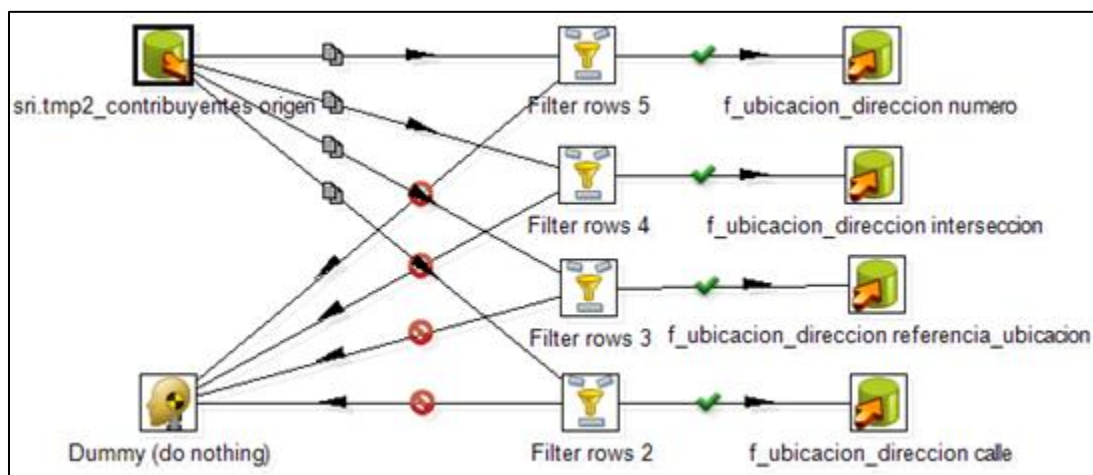 sri.tmp2_contribuyentes origen
Filter rows 5
f_ubicacion_direccion numero
Filter rows 4
f_ubicacion_dirección interseccion
Filter rows 3
f_ubicacion_direccion referencia_ubicacion
Dummy (do nothing)
Filter rows 2
f_ubicacion_direccion calle